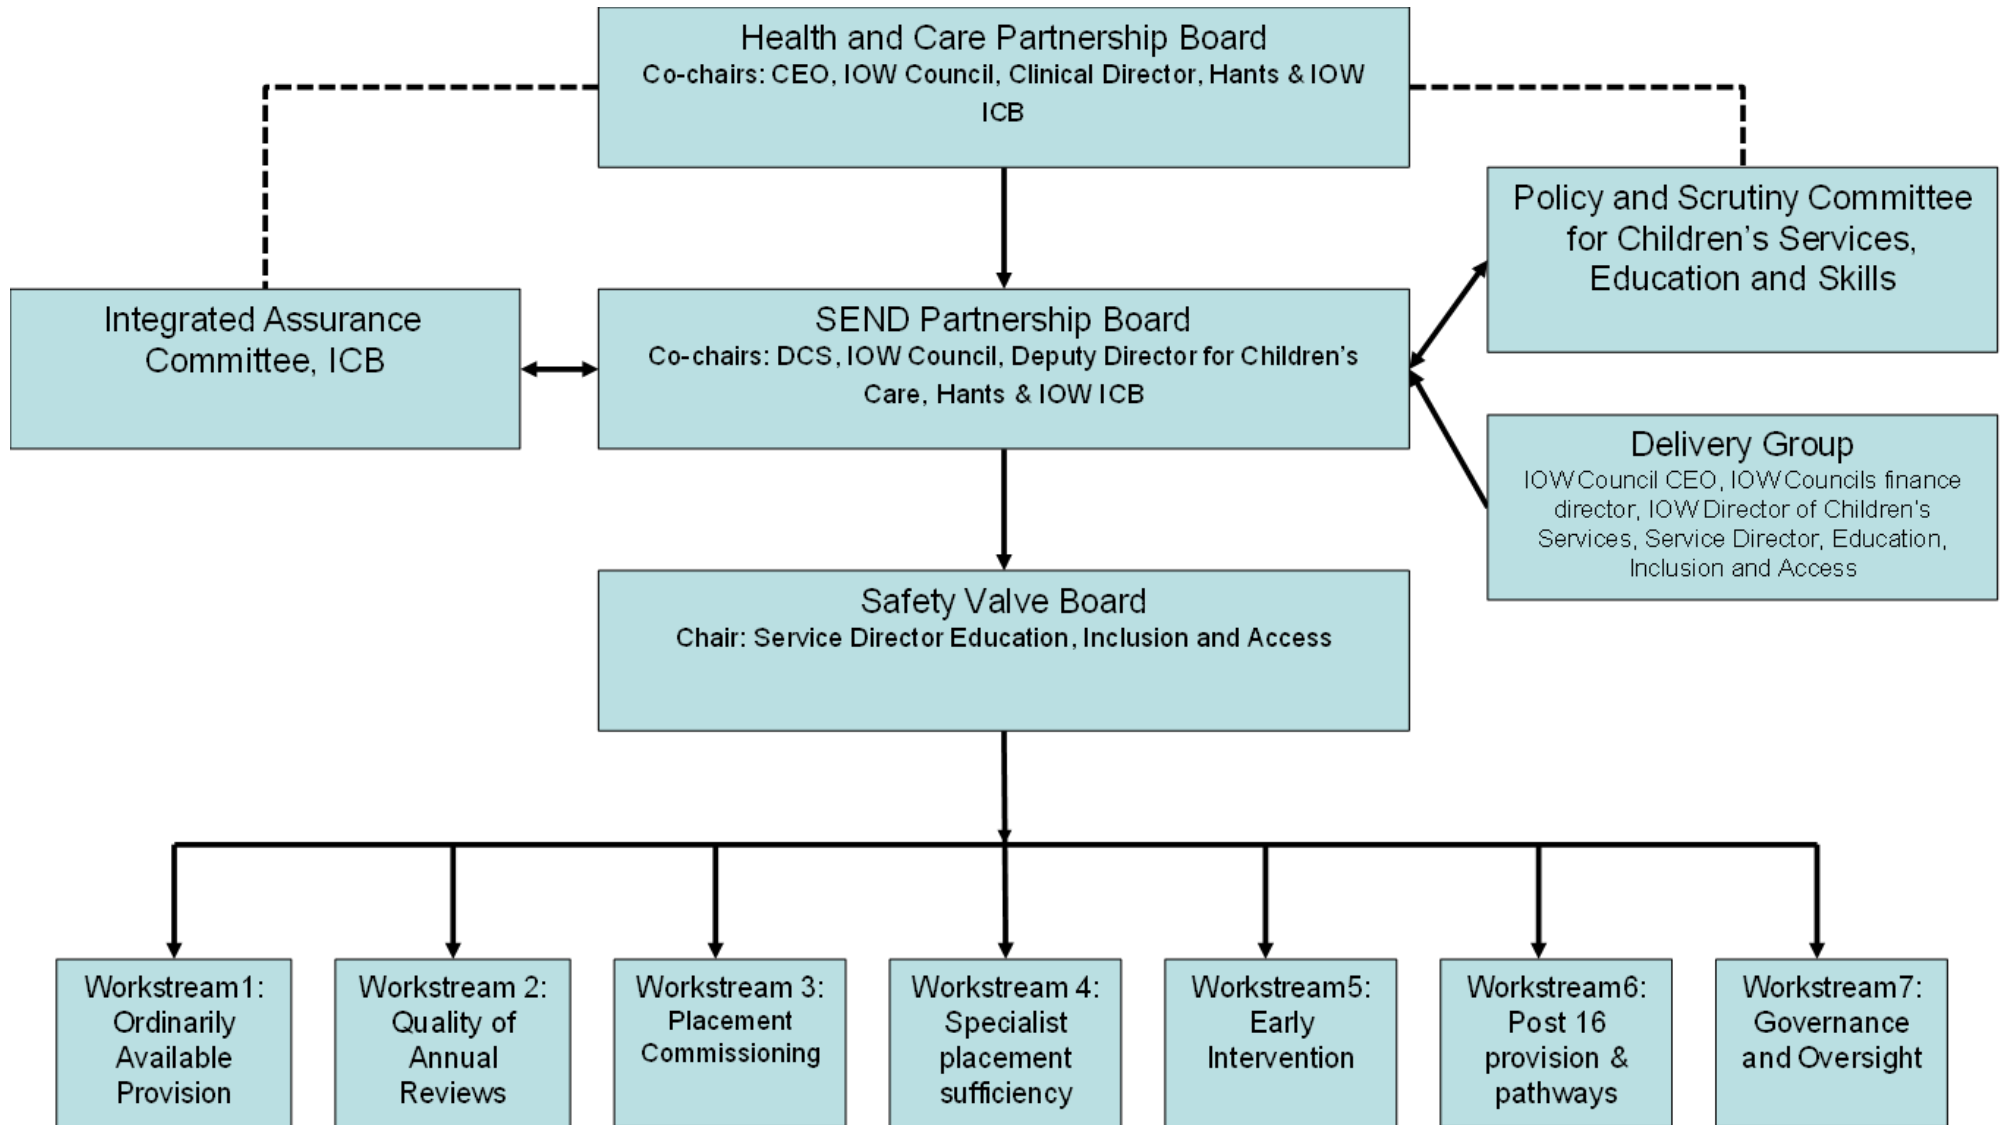 Health and Care Partnership Board
Co-chairs: CEO, IOW Council, Clinical Director, Hants & IOW
ICB
Policy and Scrutiny Committee
for Children's Services,
Education and Skills
Integrated Assurance
Committee, ICB
SEND Partnership Board
Co-chairs: DCS, IOW Council, Deputy Director for Children's
Care, Hants & IOW ICB
Delivery Group
IOW Council CEO, IOW Councils finance
director, IOW Director of Children's
Services, Service Director, Education,
Inclusion and Access
Safety Valve Board
Chair: Service Director Education, Inclusion and Access
Workstream1:
Ordinarily
Available
Provision
Workstream 2:
Quality of
Annual
Reviews
Workstream 3:
Placement
Commissioning
Workstream 4:
Specialist
placement
sufficiency
Workstream5:
Early
Intervention
Workstream6:
Post 16
provision &
pathways
Workstream7:
Governance
and Oversight